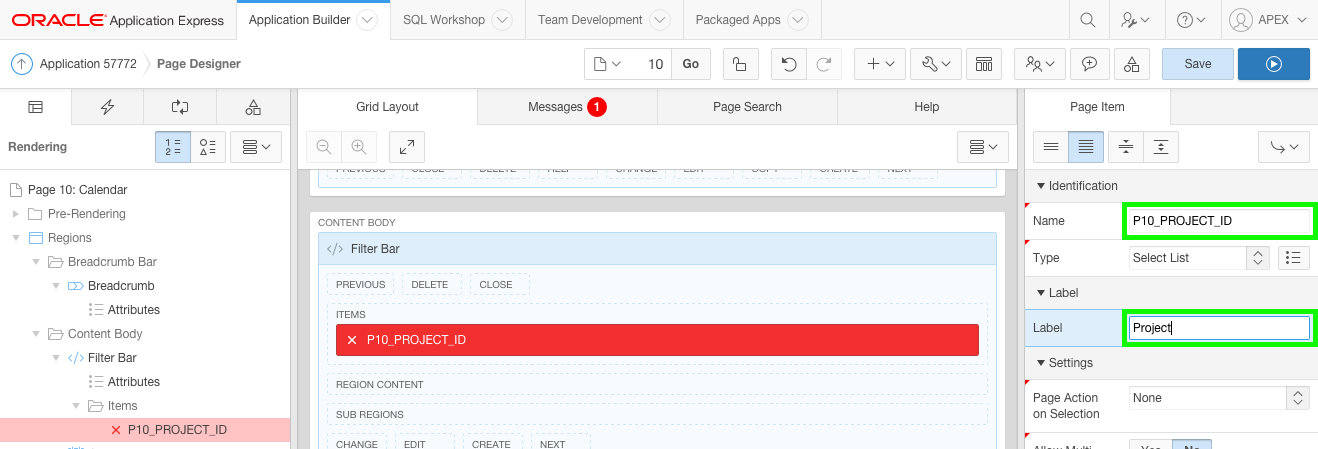 ORACLE Application Express Application Builder SQL Workshop Team Development Packaged Apps APEX
Application 57772 Page Designer 10 Go Save
Grid Layout Messages 1 Page Search Help Page Item
Rendering
Page 10: Calendar
Pre-Rendering
Regions
Breadcrumb Bar
Breadcrumb
Attributes
Content Body
Filter Bar
Attributes
Items
P10_PROJECT_ID
PREVIOUS CLOSE DELETE HELP CHANGE EDIT COPY CREATE NEXT
CONTENT BODY
Filter Bar
PREVIOUS DELETE CLOSE
ITEMS
P10_PROJECT_ID
REGION CONTENT
SUB REGIONS
CHANGE EDIT CREATE NEXT
Identification
Name P10_PROJECT_ID
Type Select List
Label
Label Project
Settings
Page Action
on Selection None
Allow Multi Yes No